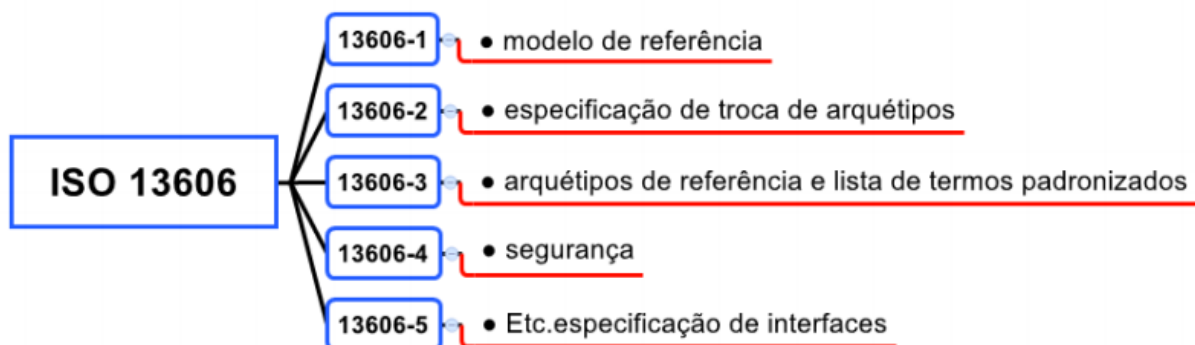 13606-1
• modelo de referência
13606-2
• especificação de troca de arquétipos
ISO 13606
13606-3
• arquétipos de referência e lista de termos padronizados
13606-4
• segurança
13606-5
• Etc.especificação de interfaces